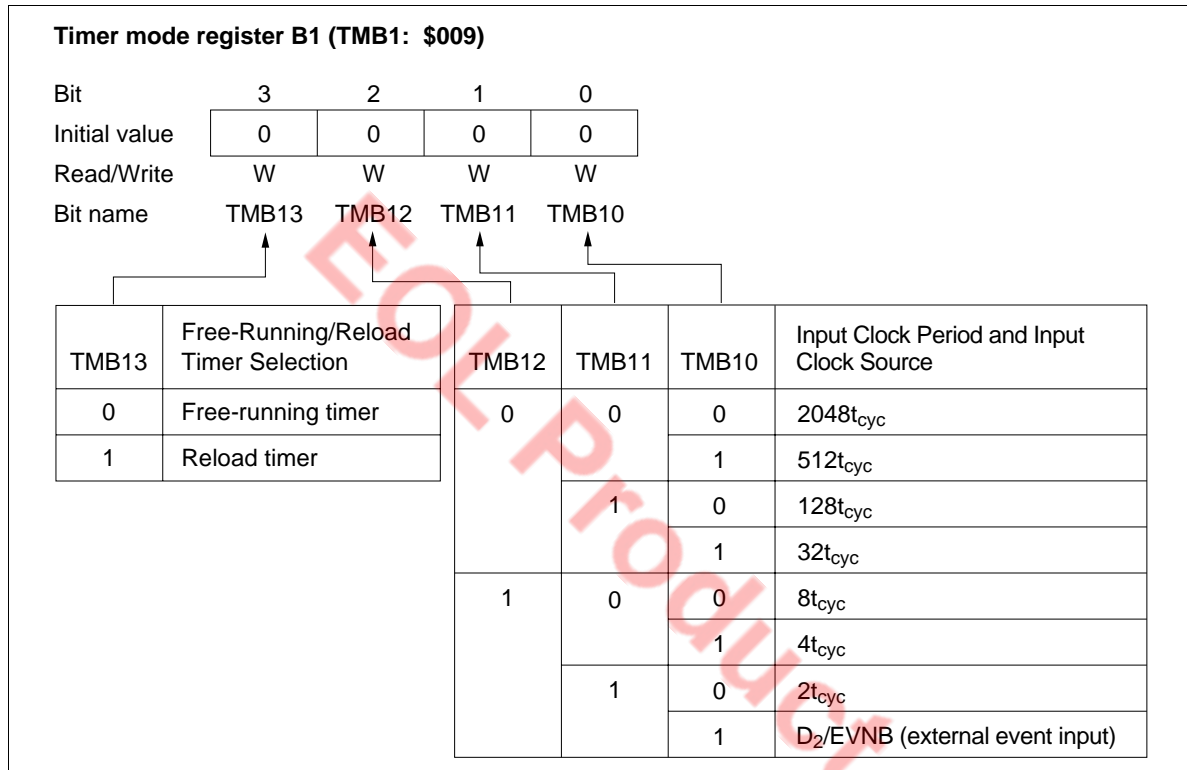 Timer mode register B1 (TMB1: $009)
Bit 3 2 1 0
Initial value 0 0 0 0
Read/Write W W W W
Bit name TMB13 TMB12 TMB11 TMB10
TMB13 Free-Running/Reload Timer Selection
0 Free-running timer
1 Reload timer
TMB12 TMB11 TMB10 Input Clock Period and Input Clock Source
0 0 0 2048tcyc
1 512tcyc
1 0 128tcyc
1 32tcyc
1 0 0 8tcyc
1 4tcyc
1 0 2tcyc
1 D2/EVNB (external event input)
EOL Product